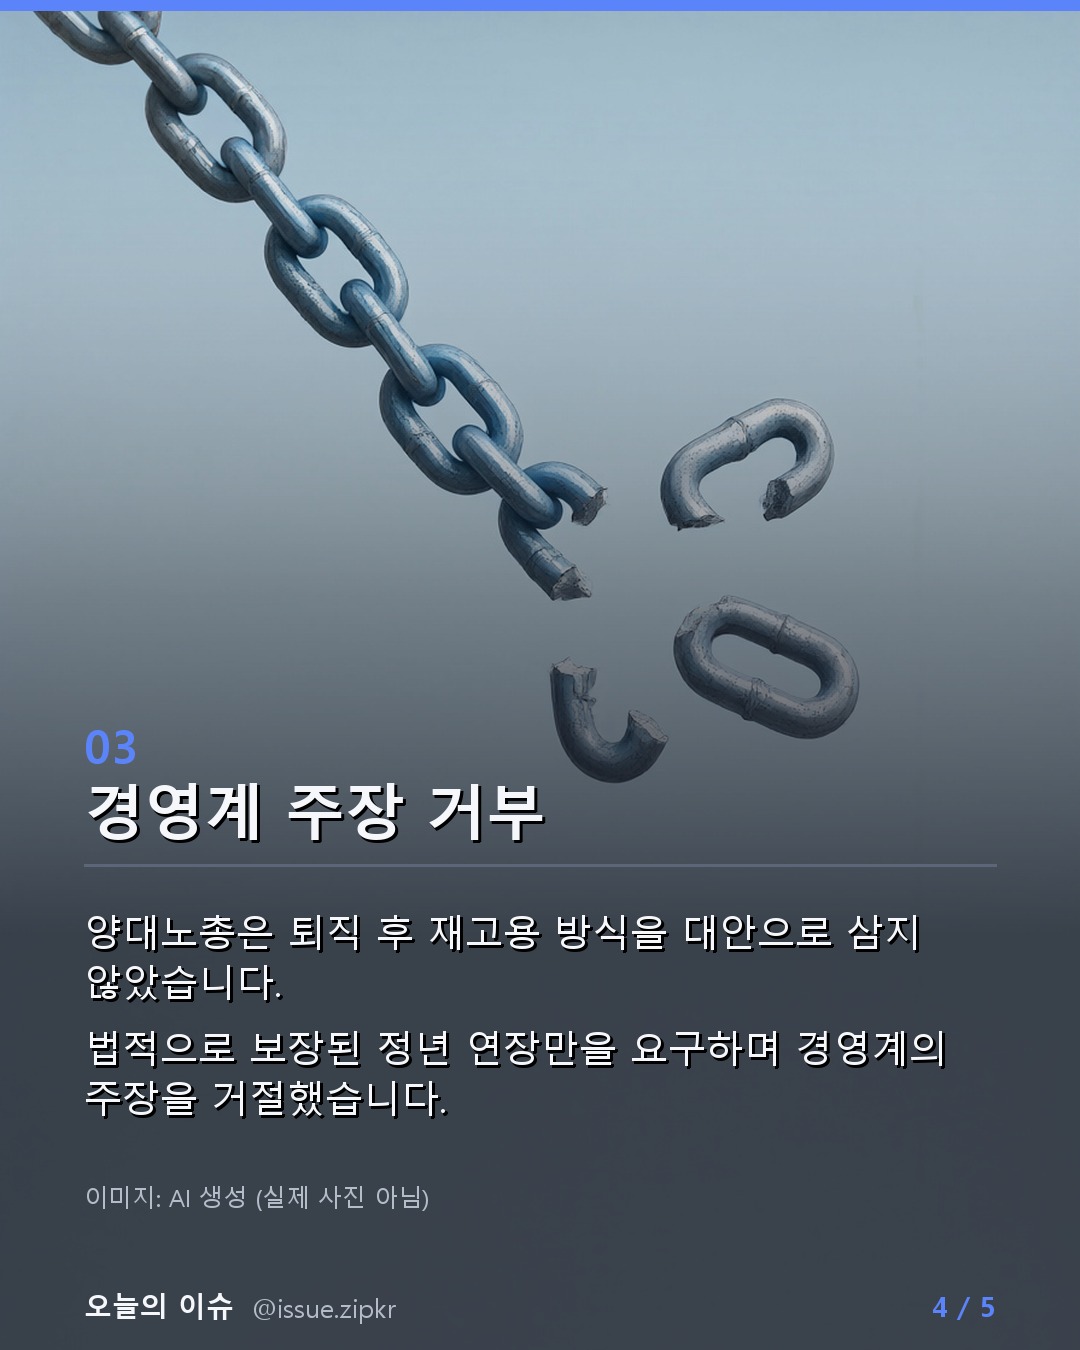 03
경영계 주장 거부
양대노총은 퇴직 후 재고용 방식을 대안으로 삼지
않았습니다.
법적으로 보장된 정년 연장만을 요구하며 경영계의
주장을 거절했습니다.
이미지: AI 생성 (실제 사진 아님)
오늘의 이슈 @issue.zipkr
4 / 5